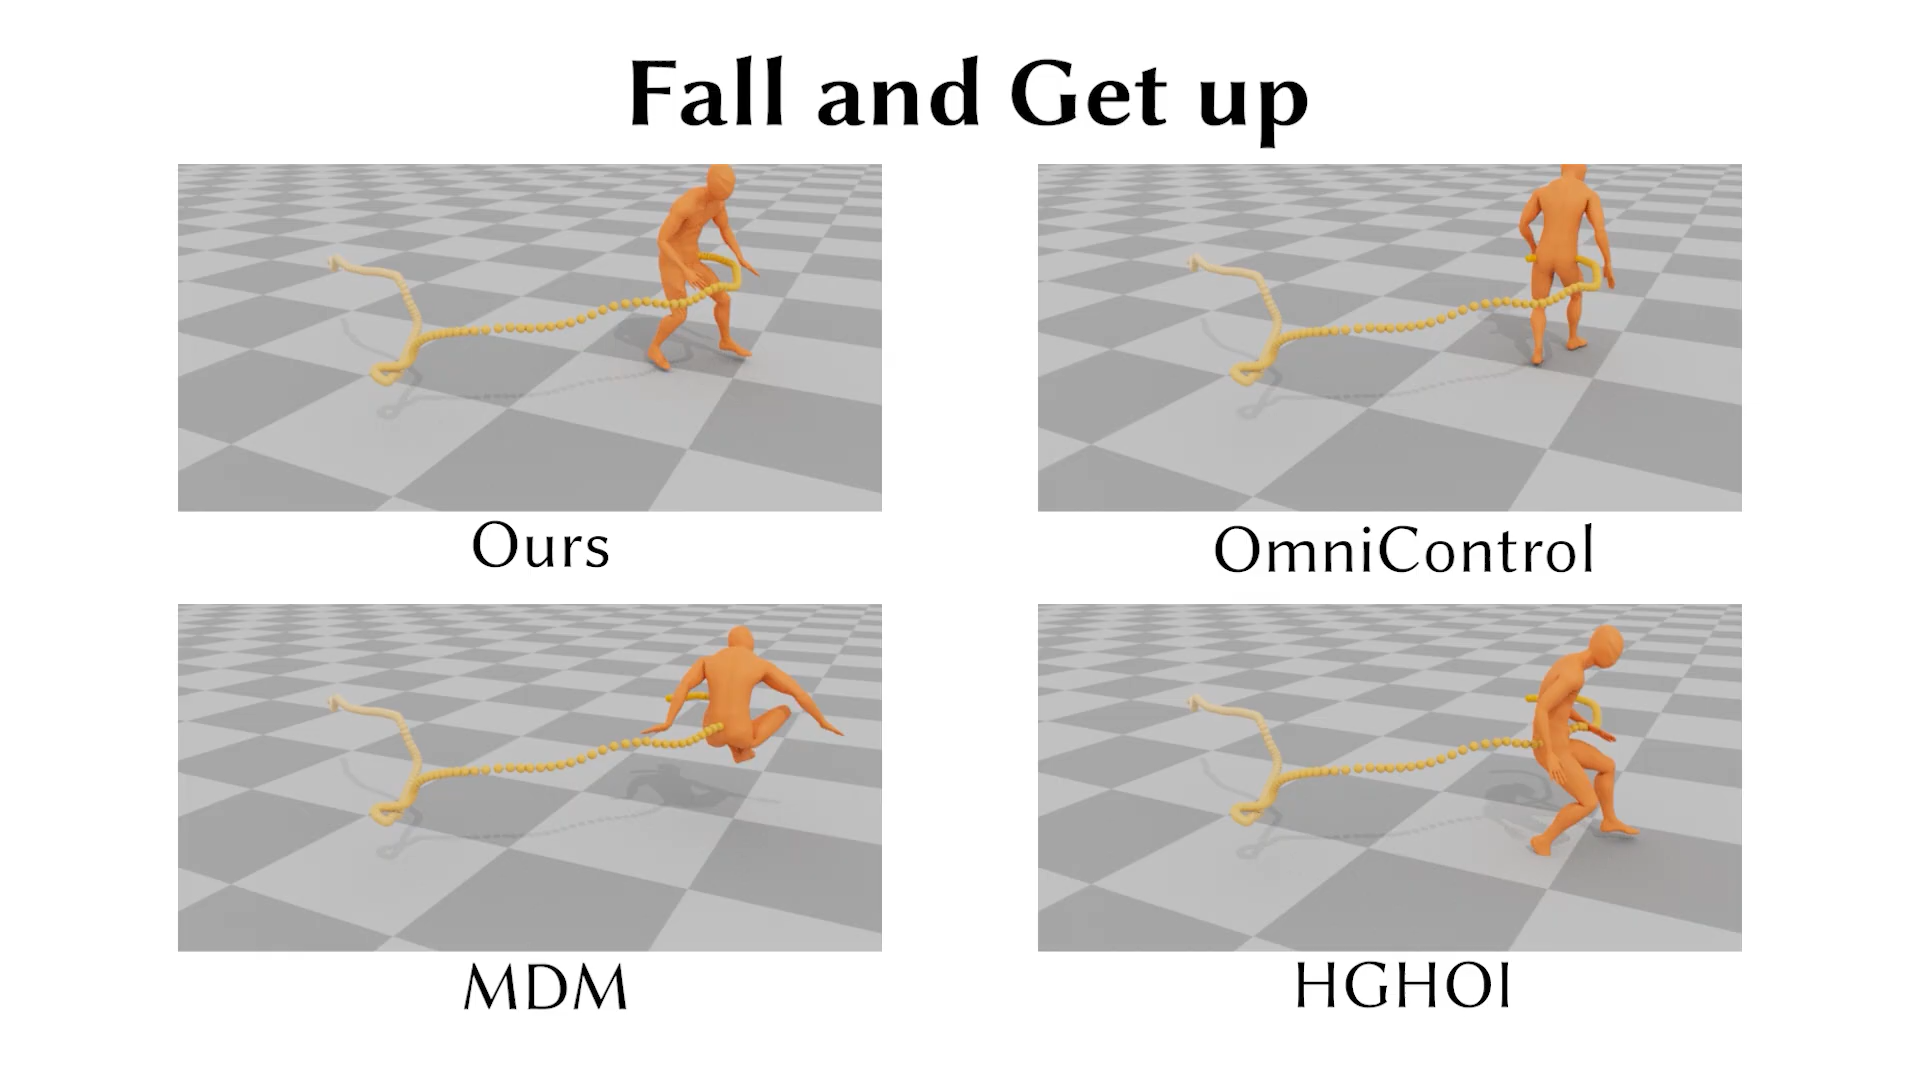 Fall and Get up
Ours
OmniControl
MDM
HGHOI